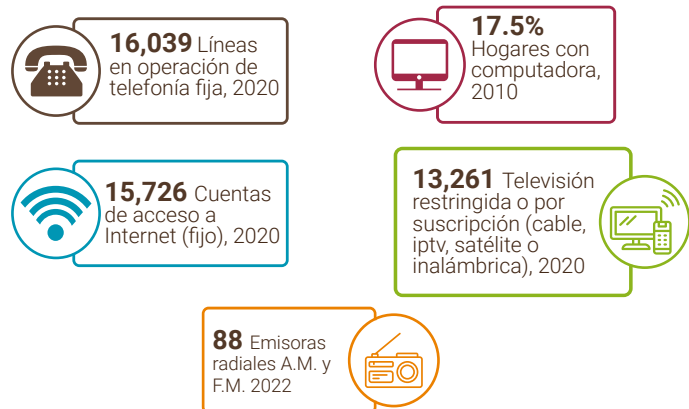 16,039 Líneas
en operación de
telefonía fija, 2020
17.5%
Hogares con
computadora,
2010
15,726 Cuentas
de acceso a
Internet (fijo), 2020
13,261 Televisión
restringida o por
suscripción (cable,
iptv, satélite o
inalámbrica), 2020
88 Emisoras
radiales A.M. y
F.M. 2022